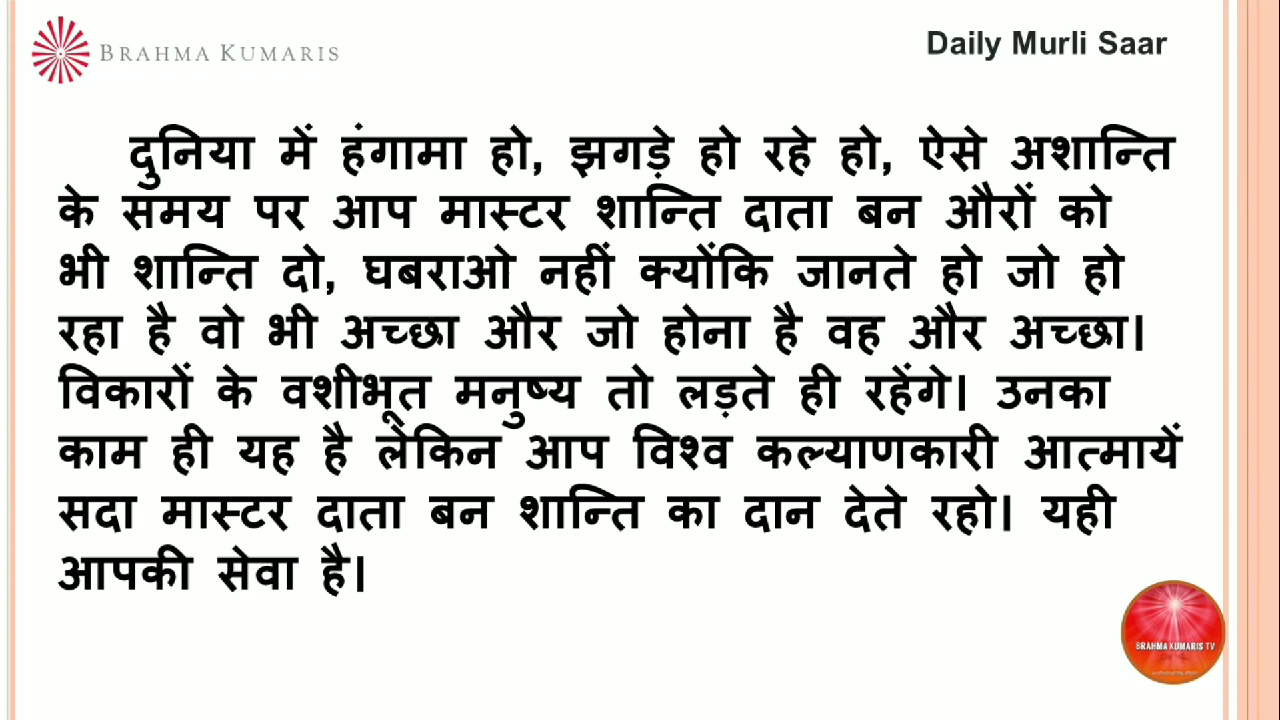 BRAHMA KUMARIS
Daily Murli Saar
दुनिया में हंगामा हो, झगड़े हो रहे हो, ऐसे अशान्ति
के समय पर आप मास्टर शान्ति दाता बन औरों को
भी शान्ति दो, घबराओ नहीं क्योंकि जानते हो जो हो
रहा है वो भी अच्छा और जो होना है वह और अच्छा।
विकारों के वशीभूत मनुष्य तो लड़ते ही रहेंगे। उनका
काम ही यह है लेकिन आप विश्व कल्याणकारी आत्मायें
सदा मास्टर दाता बन शान्ति का दान देते रहो। यही
आपकी सेवा है।
BRAHMA KUMARIS TV